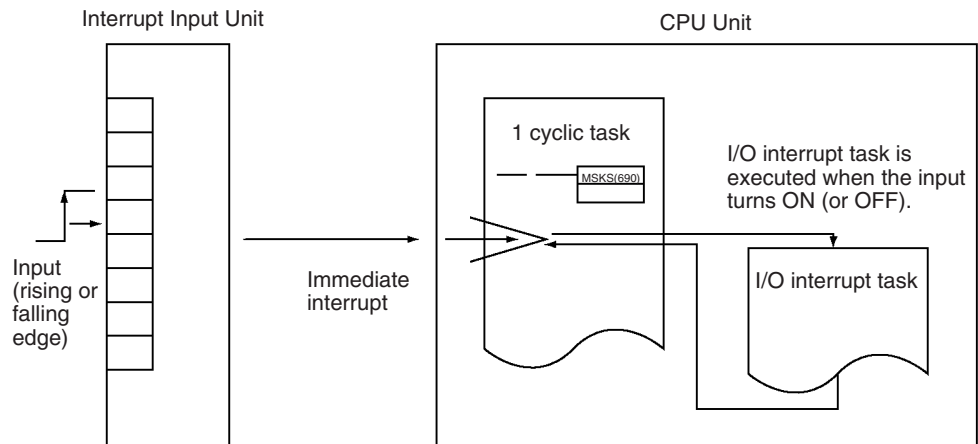 Interrupt Input Unit
CPU Unit
1 cyclic task
MSKS(690)
I/O interrupt task is
executed when the input
turns ON (or OFF).
Input
(rising or
falling
edge)
Immediate
interrupt
I/O interrupt task